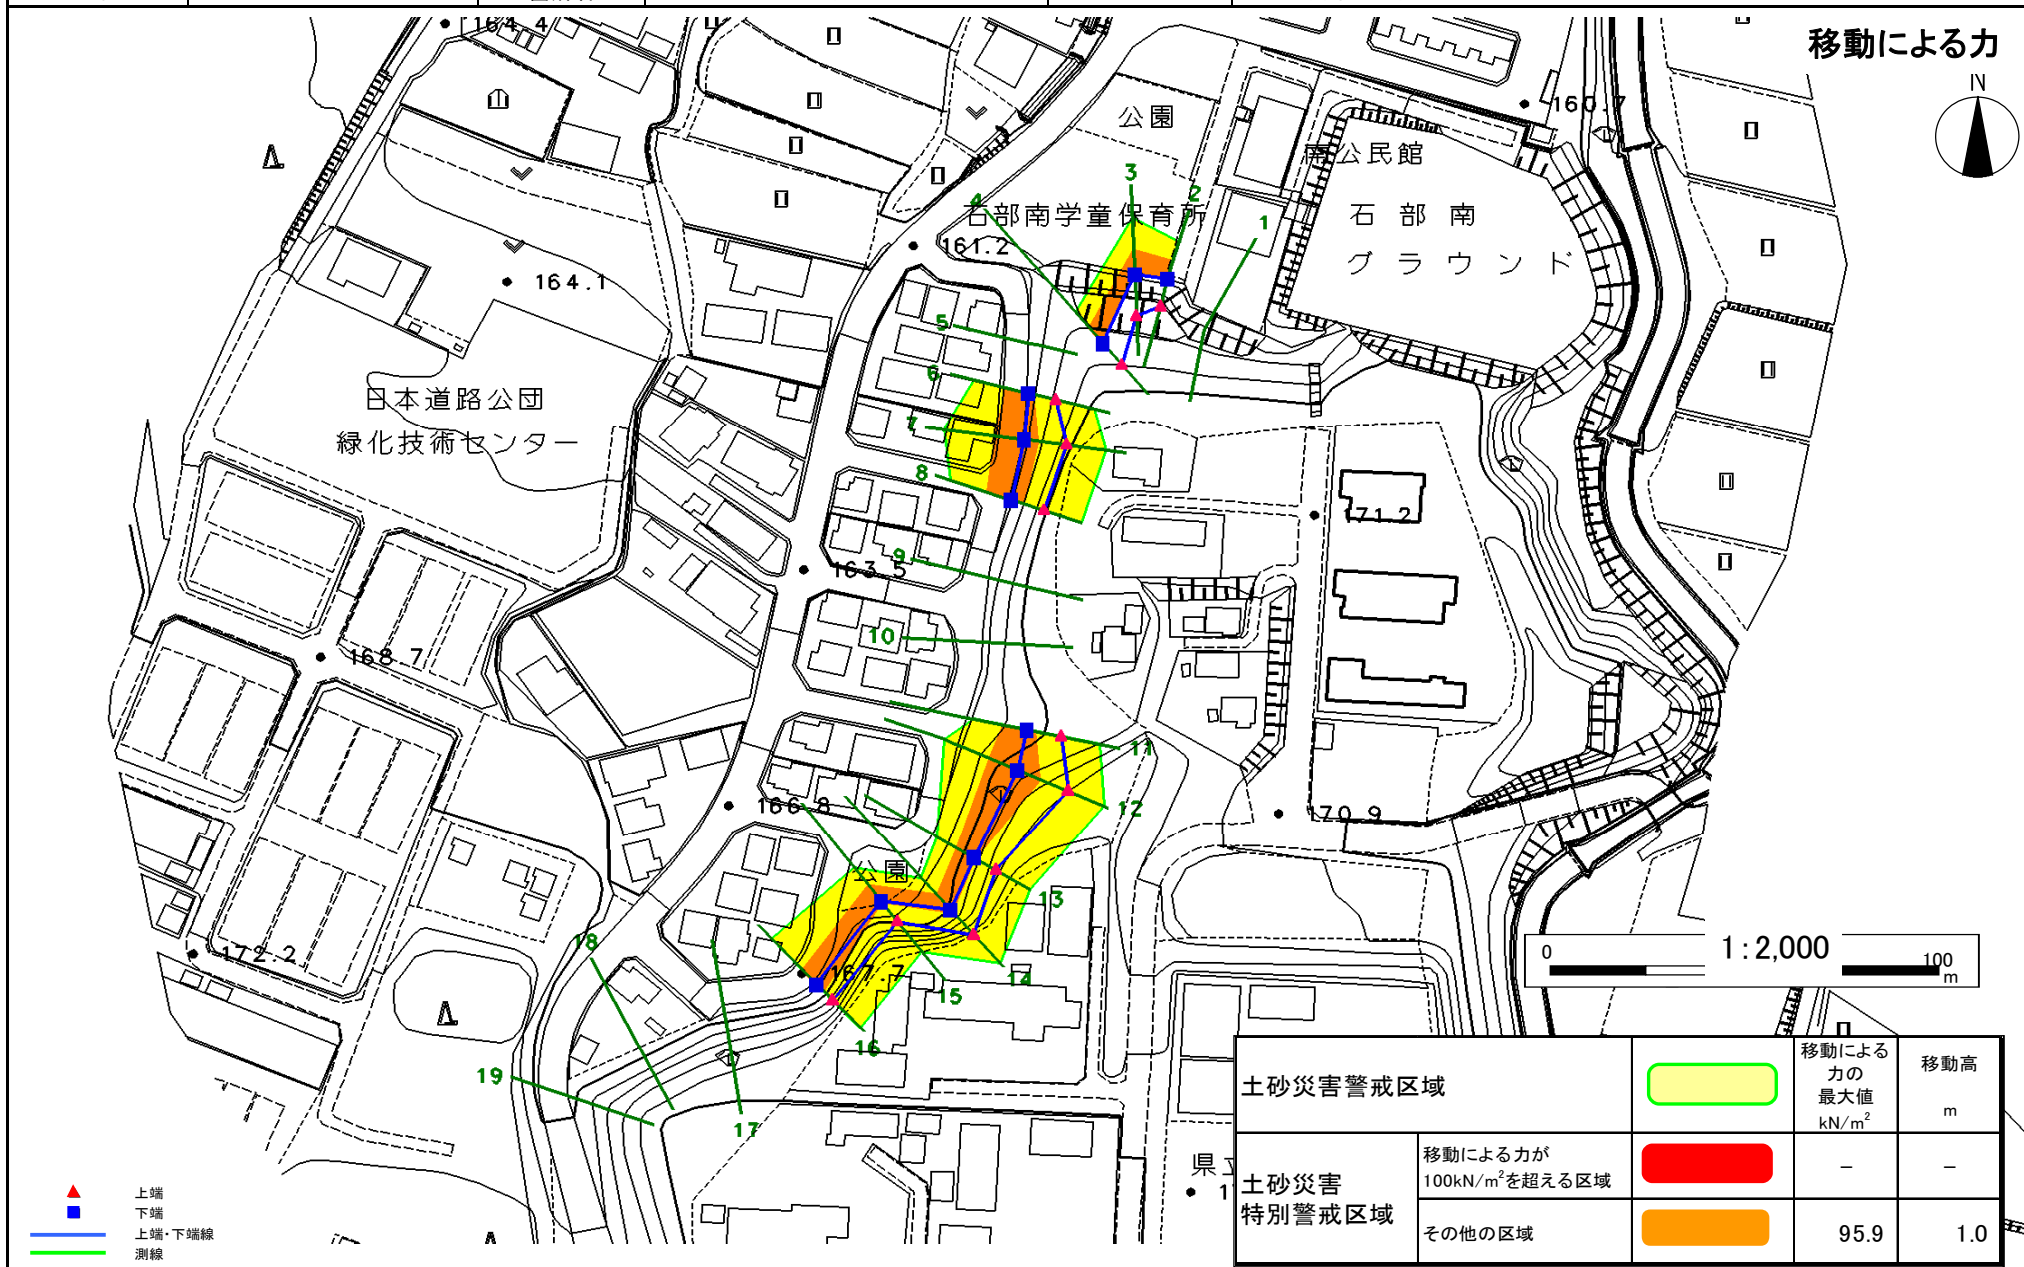 移動による力
N
164.4
公園
160.7
南公民館
3
2
4
1
石部南学童保育所
石部南
グラウンド
161.2
164.1
5
6
日本道路公団
緑化技術センター
7
8
171.2
9
163.5
10
168.7
11
12
166.8
170.9
公園
13
18
172.2
167.7
14
15
16
19
17
0
1:2,000
100
m
土砂災害警戒区域
移動による
力の
最大値
kN/m²
移動高
m
土砂災害
特別警戒区域
移動による力が
100kN/m²を超える区域
－
－
その他の区域
95.9
1.0
県立
上端
下端
上端・下端線
測線